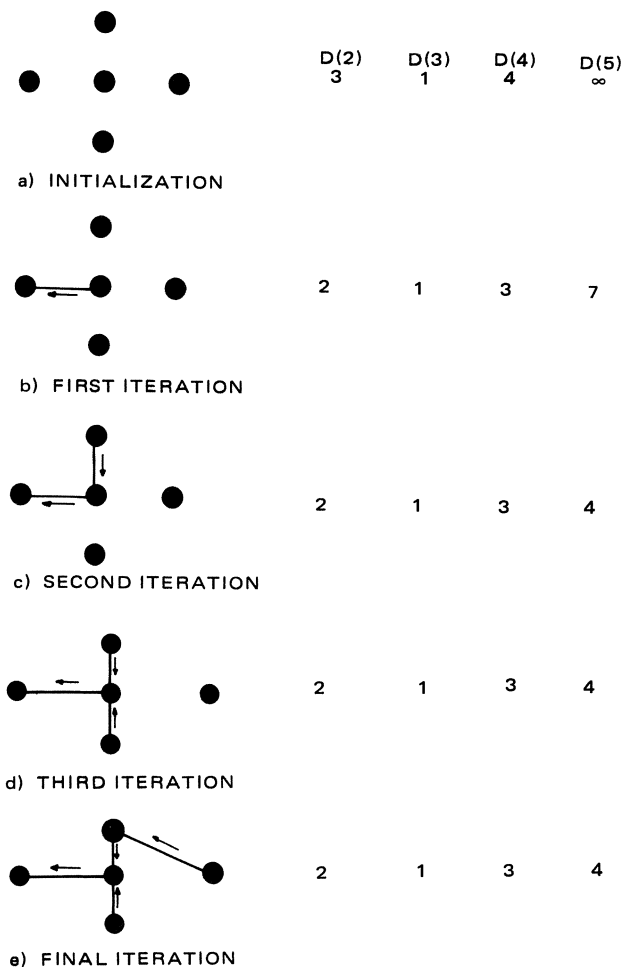 D(2) D(3) D(4) D(5)
3 1 4 ∞
a) INITIALIZATION
2 1 3 7
b) FIRST ITERATION
2 1 3 4
c) SECOND ITERATION
2 1 3 4
d) THIRD ITERATION
2 1 3 4
e) FINAL ITERATION